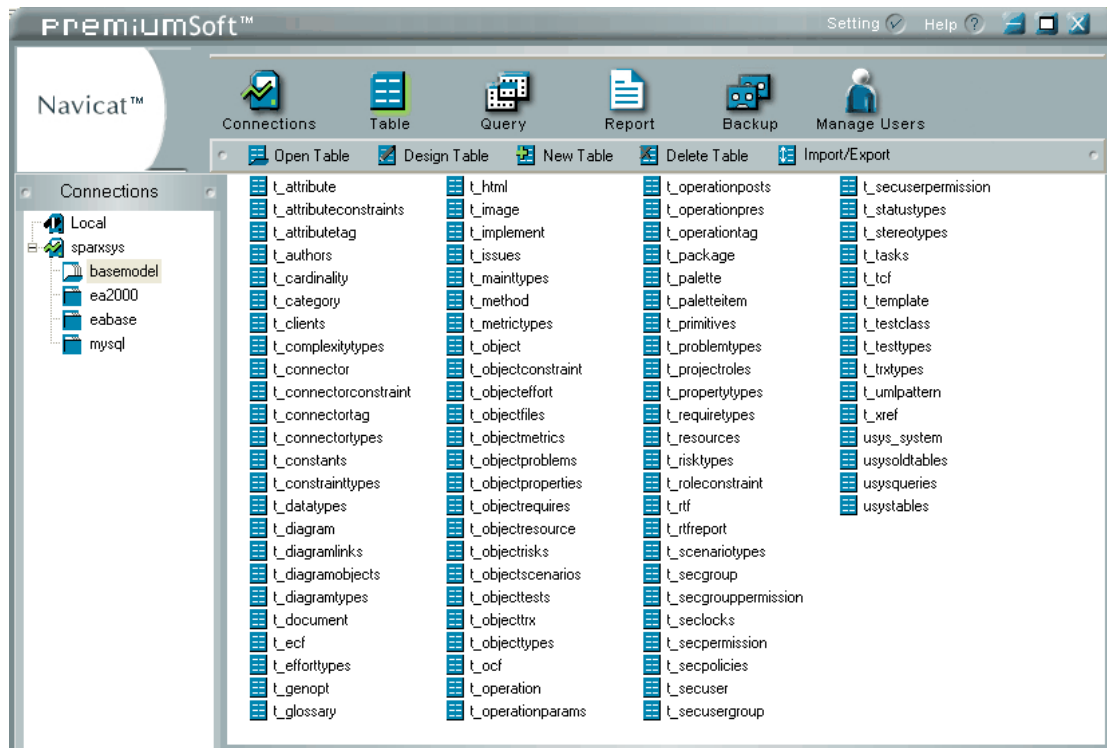 PremiumSoft™
Setting Help ?
Navicat™
Connections Table Query Report Backup Manage Users
Open Table Design Table New Table Delete Table Import/Export
Connections
Local
sparxsys
basemodel
ea2000
eabase
mysql
t_attribute
t_attributeconstraints
t_attributetag
t_authors
t_cardinality
t_category
t_clients
t_complexitytypes
t_connector
t_connectorconstraint
t_connectortag
t_connectortypes
t_constants
t_constrainttypes
t_datatypes
t_diagram
t_diagramlinks
t_diagramobjects
t_diagramtypes
t_document
t_ecf
t_efforttypes
t_genopt
t_glossary
t_html
t_image
t_implement
t_issues
t_mainttypes
t_method
t_metrictypes
t_object
t_objectconstraint
t_objecteffort
t_objectfiles
t_objectmetrics
t_objectproblems
t_objectproperties
t_objectrequires
t_objectresource
t_objectrisks
t_objectscenarios
t_objecttests
t_objecttrx
t_objecttypes
t_ocf
t_operation
t_operationparams
t_operationposts
t_operationpres
t_operationtag
t_package
t_palette
t_paletteitem
t_primitives
t_problemtypes
t_projectroles
t_propertytypes
t_requiretypes
t_resources
t_risktypes
t_roleconstraint
t_rtf
t_rtfreport
t_scenariotypes
t_secgroup
t_secgrouppermission
t_seclocks
t_secpermission
t_secpolicies
t_secuser
t_secusergroup
t_secuserpermission
t_statustypes
t_stereotypes
t_tasks
t_tcf
t_template
t_testclass
t_testtypes
t_trxtypes
t_umlpattern
t_xref
usys_system
usysoldtables
usysqueries
usystables